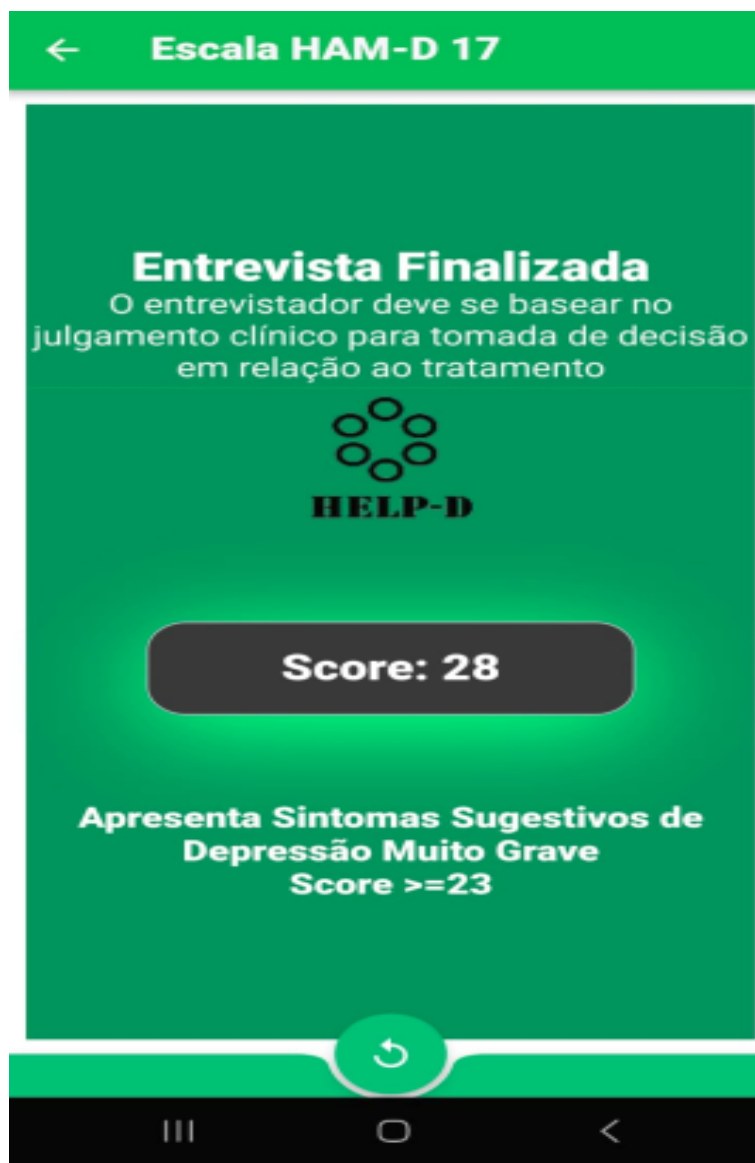 Escala HAM-D 17
Entrevista Finalizada
O entrevistador deve se basear no
julgamento clínico para tomada de decisão
em relação ao tratamento
HELP-D
Score: 28
Apresenta Sintomas Sugestivos de
Depressão Muito Grave
Score >=23